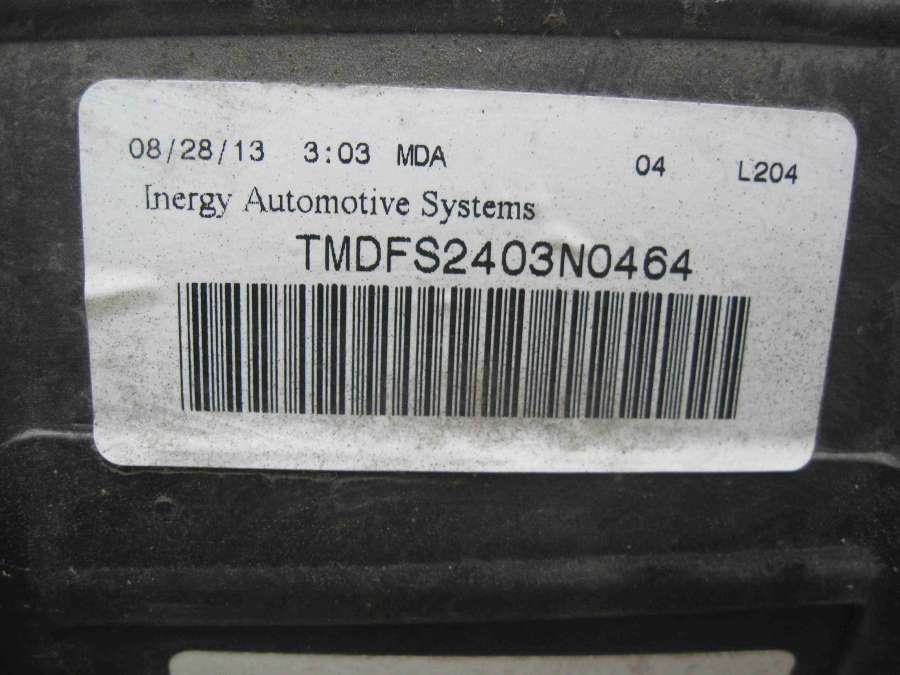 08/28/13 3:03 MDA 04 L204
Inergy Automotive Systems
TMDFS2403N0464